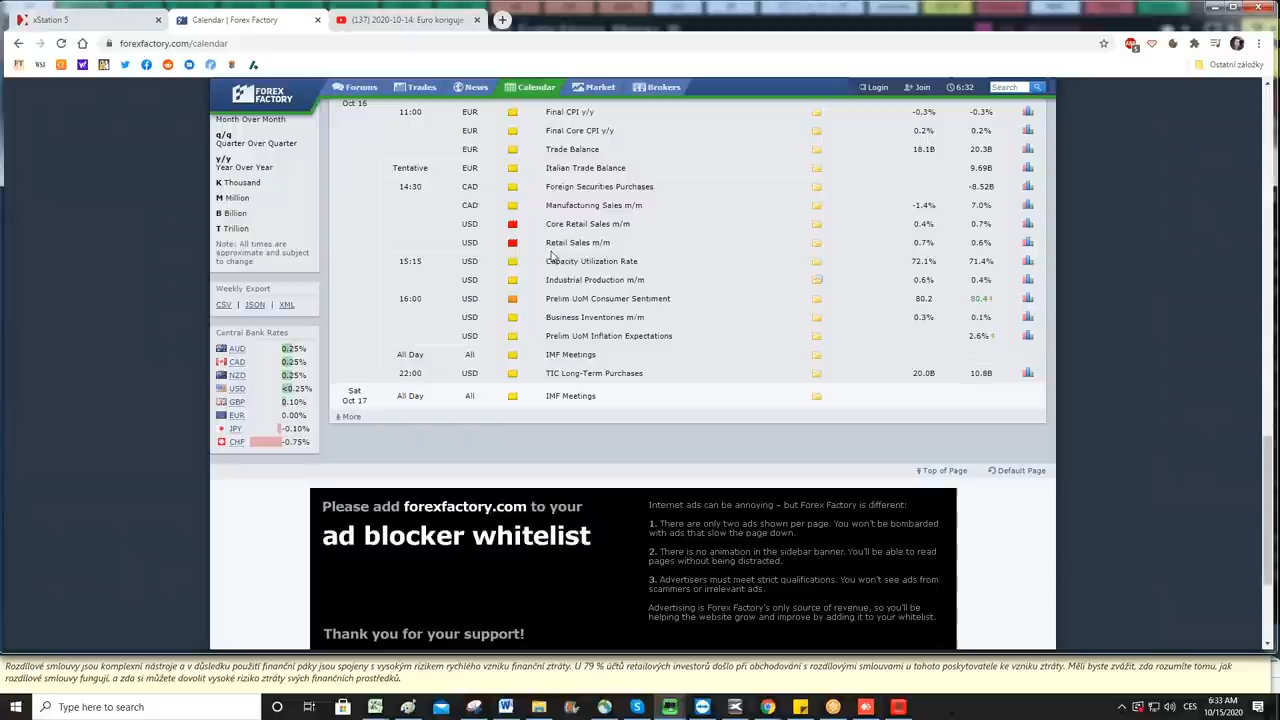 xStation 5
Calendar | Forex Factory
(137) 2020-10-14: Euro koriguje
forexfactory.com/calendar
Ostatní záložky
FOREX FACTORY
Forums
Trades
News
Calendar
Market
Brokers
Login
Join
6:32
Search
Month Over Month
q/q
Quarter Over Quarter
y/y
Year Over Year
K Thousand
M Million
B Billion
T Trillion
Note: All times are
approximate and subject
to change
Weekly Export
CSV | JSON | XML
Central Bank Rates
AUD 0.25%
CAD 0.25%
NZD 0.25%
USD <0.25%
GBP 0.10%
EUR 0.00%
JPY -0.10%
CHF -0.75%
Oct 16
11:00 EUR Final CPI y/y -0.3% -0.3%
EUR Final Core CPI y/y 0.2% 0.2%
EUR Trade Balance 18.1B 20.3B
Tentative EUR Italian Trade Balance 9.69B
14:30 CAD Foreign Securities Purchases -8.52B
CAD Manufacturing Sales m/m -1.4% 7.0%
USD Core Retail Sales m/m 0.4% 0.7%
USD Retail Sales m/m 0.7% 0.6%
15:15 USD Capacity Utilization Rate 72.1% 71.4%
USD Industrial Production m/m 0.6% 0.4%
16:00 USD Prelim UoM Consumer Sentiment 80.2 80.4
USD Business Inventories m/m 0.3% 0.1%
USD Prelim UoM Inflation Expectations 2.6%
All Day All IMF Meetings
22:00 USD TIC Long-Term Purchases 20.0B 10.8B
Sat
Oct 17 All Day All IMF Meetings
More
Top of Page
Default Page
Please add forexfactory.com to your
ad blocker whitelist
Thank you for your support!
Internet ads can be annoying – but Forex Factory is different:
1. There are only two ads shown per page. You won't be bombarded
with ads that slow the page down.
2. There is no animation in the sidebar banner. You'll be able to read
pages without being distracted.
3. Advertisers must meet strict qualifications. You won't see ads from
scammers or irrelevant ads.
Advertising is Forex Factory's only source of revenue, so you'll be
helping the website grow and improve by adding it to your whitelist.
Rozdílové smlouvy jsou komplexní nástroje a v důsledku použití finanční páky jsou spojeny s vysokým rizikem rychlého vzniku finanční ztráty. U 79 % účtů retailových investorů došlo při obchodování s rozdílovými smlouvami u tohoto poskytovatele ke vzniku ztráty. Měli byste zvážit, zda rozumíte tomu, jak
rozdílové smlouvy fungují, a zda si můžete dovolit vysoké riziko ztráty svých finančních prostředků.
Type here to search
CES
6:33 AM
10/15/2020